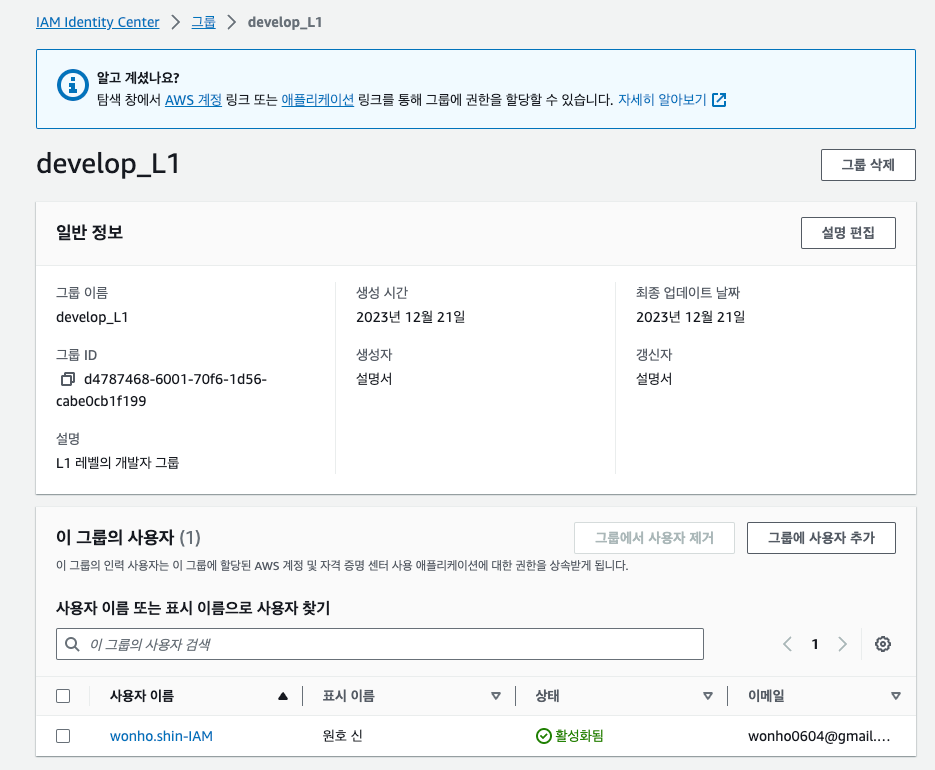 IAM Identity Center > 그룹 > develop_L1
알고 계셨나요?
탐색 창에서 AWS 계정 링크 또는 애플리케이션 링크를 통해 그룹에 권한을 할당할 수 있습니다. 자세히 알아보기
develop_L1
그룹 삭제
일반 정보
설명 편집
그룹 이름
develop_L1
그룹 ID
d4787468-6001-70f6-1d56-
cabe0cb1f199
설명
L1 레벨의 개발자 그룹
생성 시간
2023년 12월 21일
생성자
설명서
최종 업데이트 날짜
2023년 12월 21일
갱신자
설명서
이 그룹의 사용자 (1)
그룹에서 사용자 제거
그룹에 사용자 추가
이 그룹의 인력 사용자는 이 그룹에 할당된 AWS 계정 및 자격 증명 센터 사용 애플리케이션에 대한 권한을 상속받게 됩니다.
사용자 이름 또는 표시 이름으로 사용자 찾기
이 그룹의 사용자 검색
1
사용자 이름 표시 이름 상태 이메일
wonho.shin-IAM 원호 신 활성화됨 wonho0604@gmail....